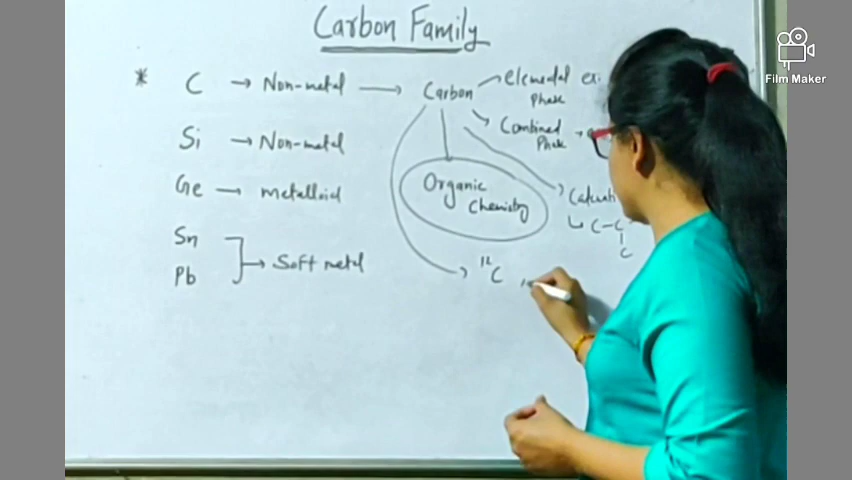 Carbon Family
* C → Non-metal → Carbon
Elemental
Phase
Combined
Phase →
Si → Non-metal
Ge → metalloid
Organic
Chemistry
C-C
C
Sn
Pb
→ Soft metal
→ ¹²C
Film Maker